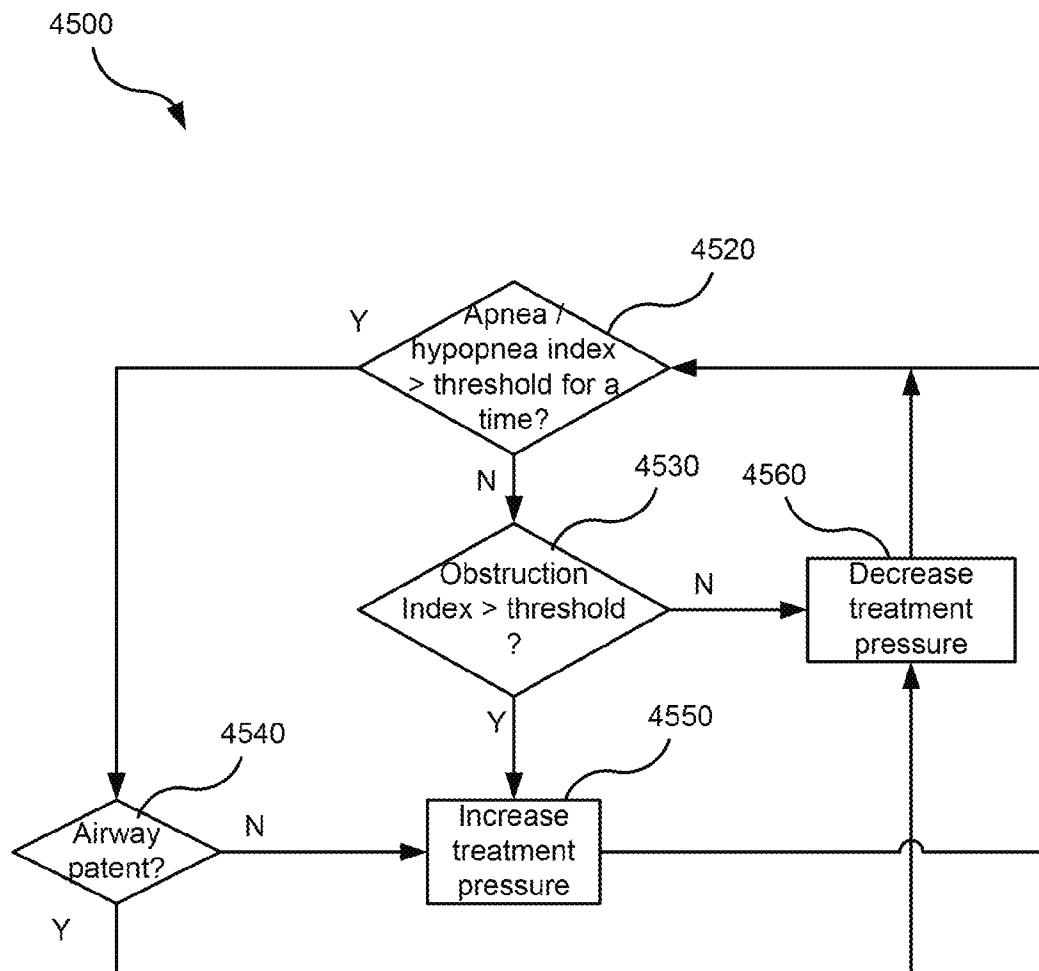 4500
4520
Y
Apnea /
hypopnea index
> threshold for a
time?
N
4530
4560
Obstruction
Index > threshold
?
N
Decrease
treatment
pressure
Y
4550
4540
Airway
patent?
N
Increase
treatment
pressure
Y